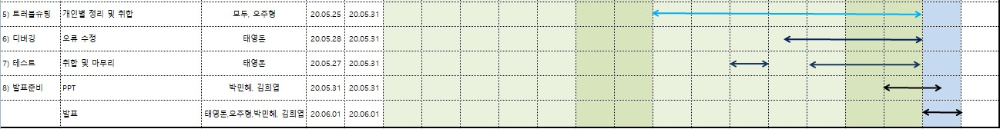 5) 트러블슈팅 개인별 정리 및 취합 모두, 오주형 20.05.25 20.05.31
6) 디버깅 오류 수정 태영돈 20.05.28 20.05.31
7) 테스트 취합 및 마무리 태영돈 20.05.27 20.05.31
8) 발표준비 PPT 박민혜, 김희엽 20.05.31 20.05.31
발표 태영돈,오주형,박민혜, 김희엽 20.06.01 20.06.01